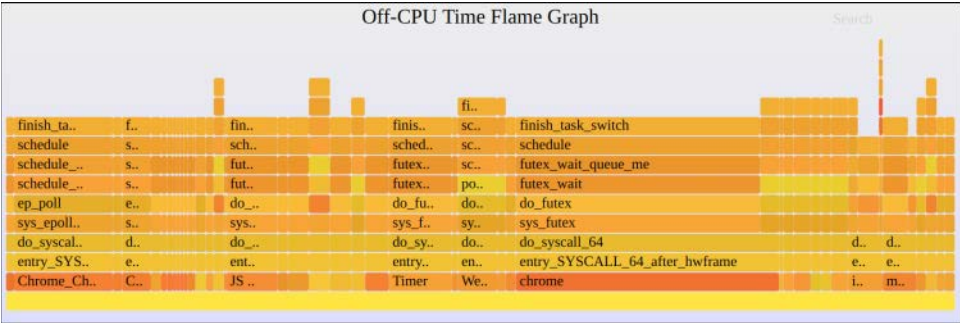 Off-CPU Time Flame Graph
Search
fi..
finish_ta.. f.. fin.. finis.. sc.. finish_task_switch
schedule s.. sch.. sched.. sc.. schedule
schedule_.. s.. fut.. futex.. sc.. futex_wait_queue_me
schedule_.. s.. fut.. futex.. po.. futex_wait
ep_poll e.. do_.. do_fu.. do.. do_futex
sys_epoll.. s.. sys.. sys_f.. sy.. sys_futex
do_syscal.. d.. do_.. do_sy.. do.. do_syscall_64 d.. d..
entry_SYS.. e.. ent.. entry.. en.. entry_SYSCALL_64_after_hwframe e.. e..
Chrome_Ch.. C.. JS .. Timer We.. chrome i.. m..